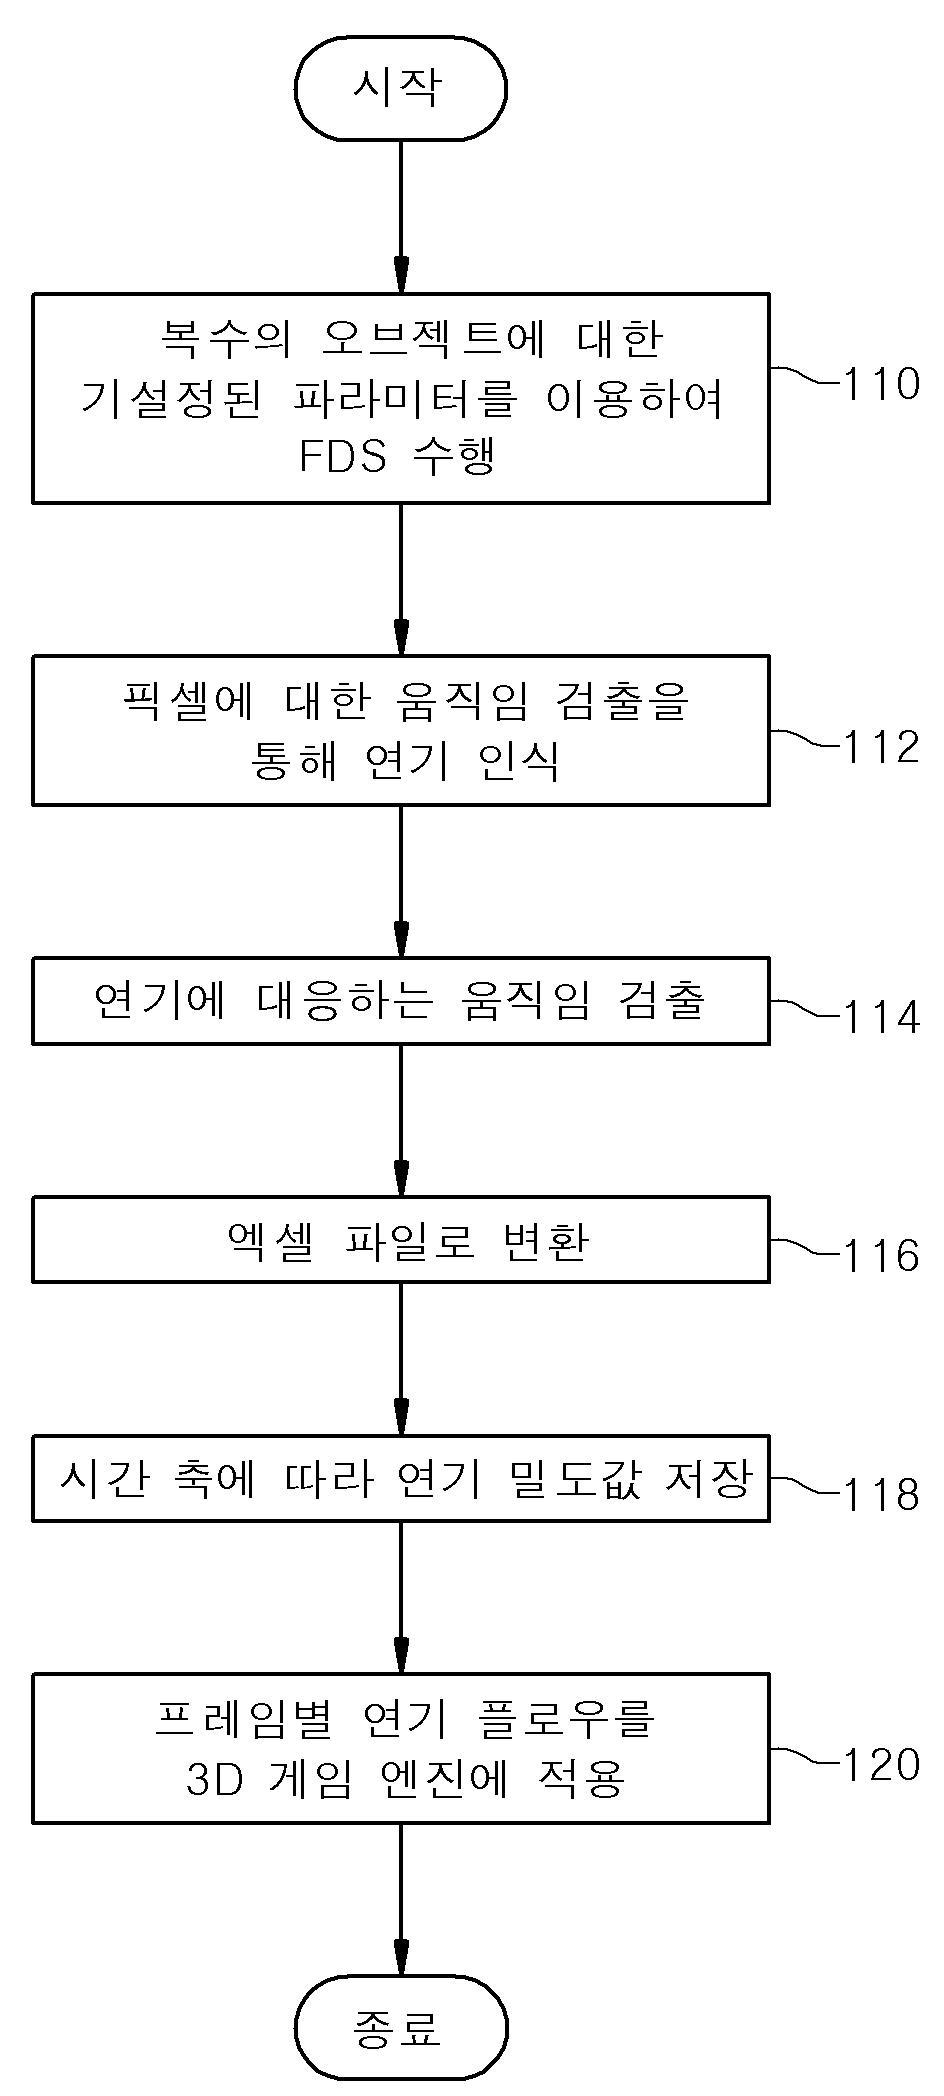 시작
복수의 오브젝트에 대한
기설정된 파라미터를 이용하여
FDS 수행
110
픽셀에 대한 움직임 검출을
통해 연기 인식
112
연기에 대응하는 움직임 검출
114
엑셀 파일로 변환
116
시간 축에 따라 연기 밀도값 저장
118
프레임별 연기 플로우를
3D 게임 엔진에 적용
120
종료